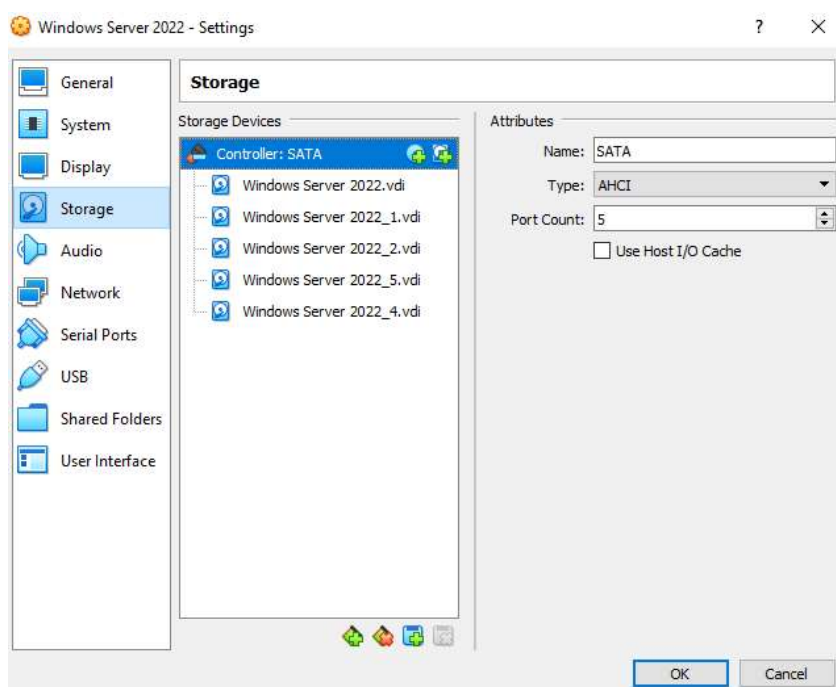 Windows Server 2022 - Settings
?
General
System
Display
Storage
Audio
Network
Serial Ports
USB
Shared Folders
User Interface
Storage
Storage Devices
Controller: SATA
Windows Server 2022.vdi
Windows Server 2022_1.vdi
Windows Server 2022_2.vdi
Windows Server 2022_5.vdi
Windows Server 2022_4.vdi
Attributes
Name: SATA
Type: AHCI
Port Count: 5
Use Host I/O Cache
OK
Cancel